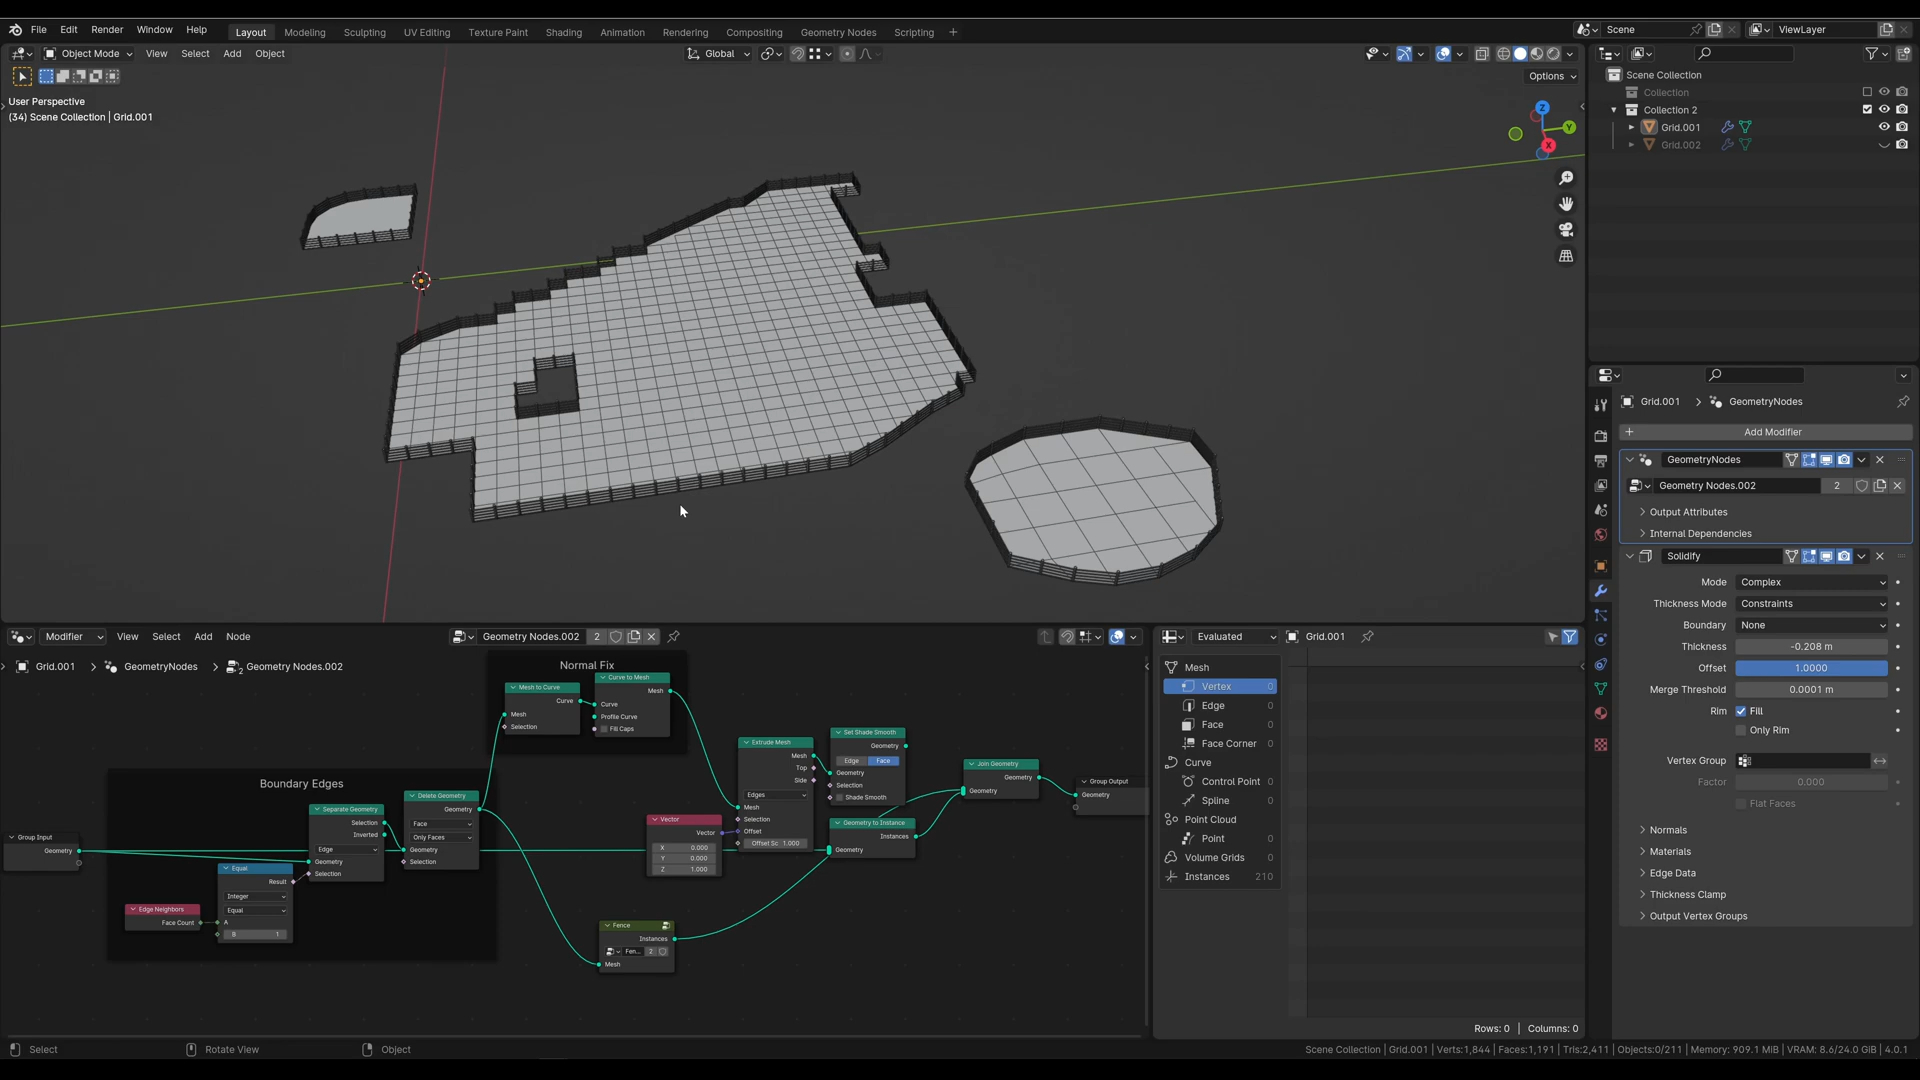 File Edit Render Window Help
Layout Modeling Sculpting UV Editing Texture Paint Shading Animation Rendering Compositing Geometry Nodes Scripting +
Scene
ViewLayer
Object Mode View Select Add Object
Global
Options
User Perspective
(34) Scene Collection | Grid.001
Z
Y
X
Scene Collection
Collection
Collection 2
Grid.001
Grid.002
Grid.001 > GeometryNodes
+ Add Modifier
GeometryNodes
Geometry Nodes.002 2
Output Attributes
Internal Dependencies
Solidify
Mode Complex
Thickness Mode Constraints
Boundary None
Thickness -0.208 m
Offset 1.0000
Merge Threshold 0.0001 m
Rim Fill
Only Rim
Vertex Group
Factor 0.000
Flat Faces
Normals
Materials
Edge Data
Thickness Clamp
Output Vertex Groups
Modifier View Select Add Node
Geometry Nodes.002 2
Grid.001 > GeometryNodes > Geometry Nodes.002
Normal Fix
Mesh to Curve
Curve
Mesh
Selection
Curve to Mesh
Mesh
Curve
Profile Curve
Fill Caps
Boundary Edges
Group Input
Geometry
Edge Neighbors
Face Count
Equal
Result
Integer
Equal
A
B 1
Separate Geometry
Selection
Inverted
Edge
Geometry
Selection
Delete Geometry
Geometry
Face
Only Faces
Geometry
Selection
Vector
Vector
X 0.000
Y 0.000
Z 1.000
Extrude Mesh
Mesh
Top
Side
Edges
Mesh
Selection
Offset
Offset Sc 1.000
Set Shade Smooth
Geometry
Edge Face
Geometry
Selection
Shade Smooth
Geometry to Instance
Instances
Geometry
Join Geometry
Geometry
Geometry
Group Output
Geometry
Fence
Instances
Fen... 2
Mesh
Evaluated
Grid.001
Mesh
Vertex 0
Edge 0
Face 0
Face Corner 0
Curve
Control Point 0
Spline 0
Point Cloud
Point 0
Volume Grids 0
Instances 210
Rows: 0 | Columns: 0
Select
Rotate View
Object
Scene Collection | Grid.001 | Verts:1,844 | Faces:1,191 | Tris:2,411 | Objects:0/211 | Memory: 909.1 MiB | VRAM: 8.6/24.0 GiB | 4.0.1